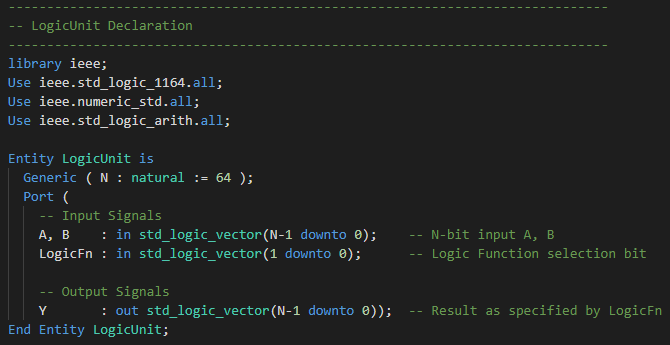 -----------------------------------------------------------------------------
-- LogicUnit Declaration
-----------------------------------------------------------------------------
library ieee;
Use ieee.std_logic_1164.all;
Use ieee.numeric_std.all;
Use ieee.std_logic_arith.all;

Entity LogicUnit is
  Generic ( N : natural := 64 );
  Port (
    -- Input Signals
    A, B    : in std_logic_vector(N-1 downto 0);    -- N-bit input A, B
    LogicFn : in std_logic_vector(1 downto 0);      -- Logic Function selection bit

    -- Output Signals
    Y       : out std_logic_vector(N-1 downto 0));  -- Result as specified by LogicFn
End Entity LogicUnit;